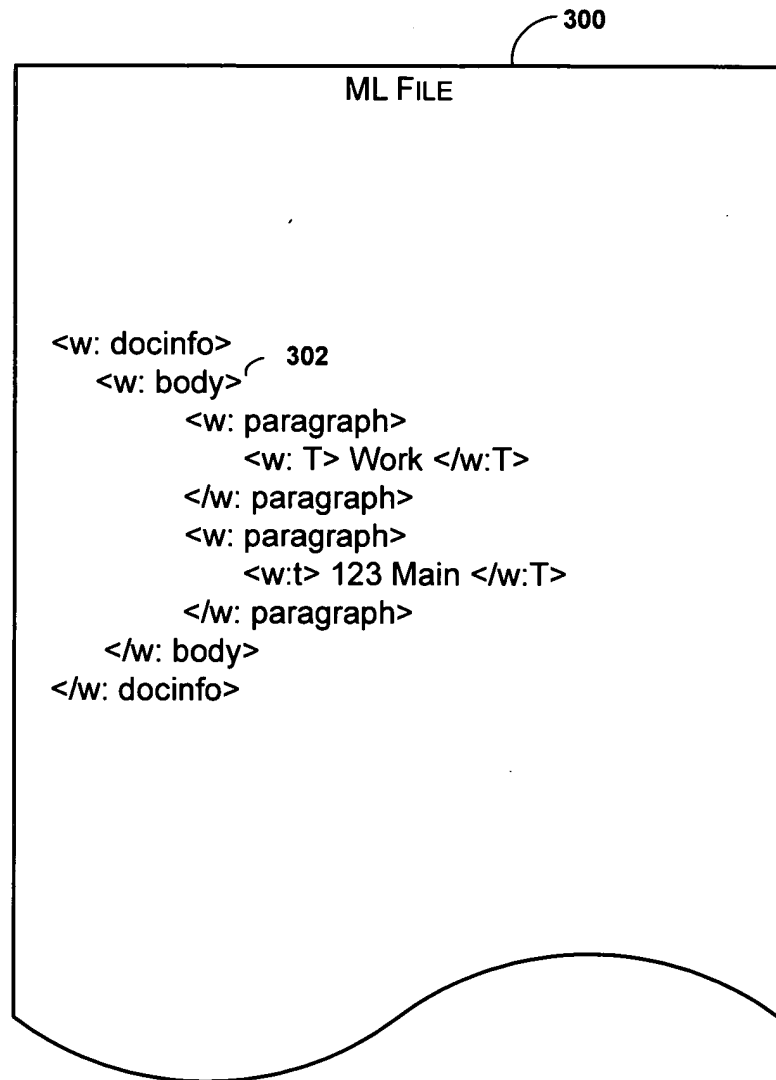 300
ML FILE
<w: docinfo>
302
<w: body>
<w: paragraph>
<w: T> Work </w:T>
</w: paragraph>
<w: paragraph>
<w:t> 123 Main </w:T>
</w: paragraph>
</w: body>
</w: docinfo>